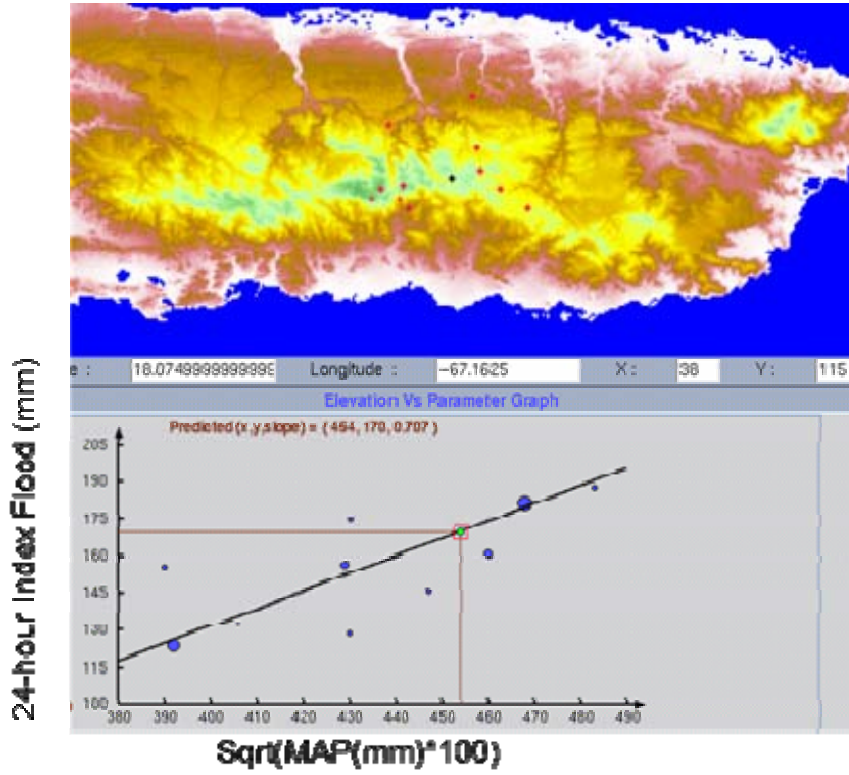 e : 18.0749999999999 Longitude : -67.1625 X : 38 Y : 115
Elevation Vs Parameter Graph
Predicted (x ,y,slope) = ( 454, 170, 0.707 )
24-hour Index Flood (mm)
205
190
175
160
145
130
115
100
380 390 400 410 420 430 440 450 460 470 480 490
Sqrt(MAP(mm)*100)